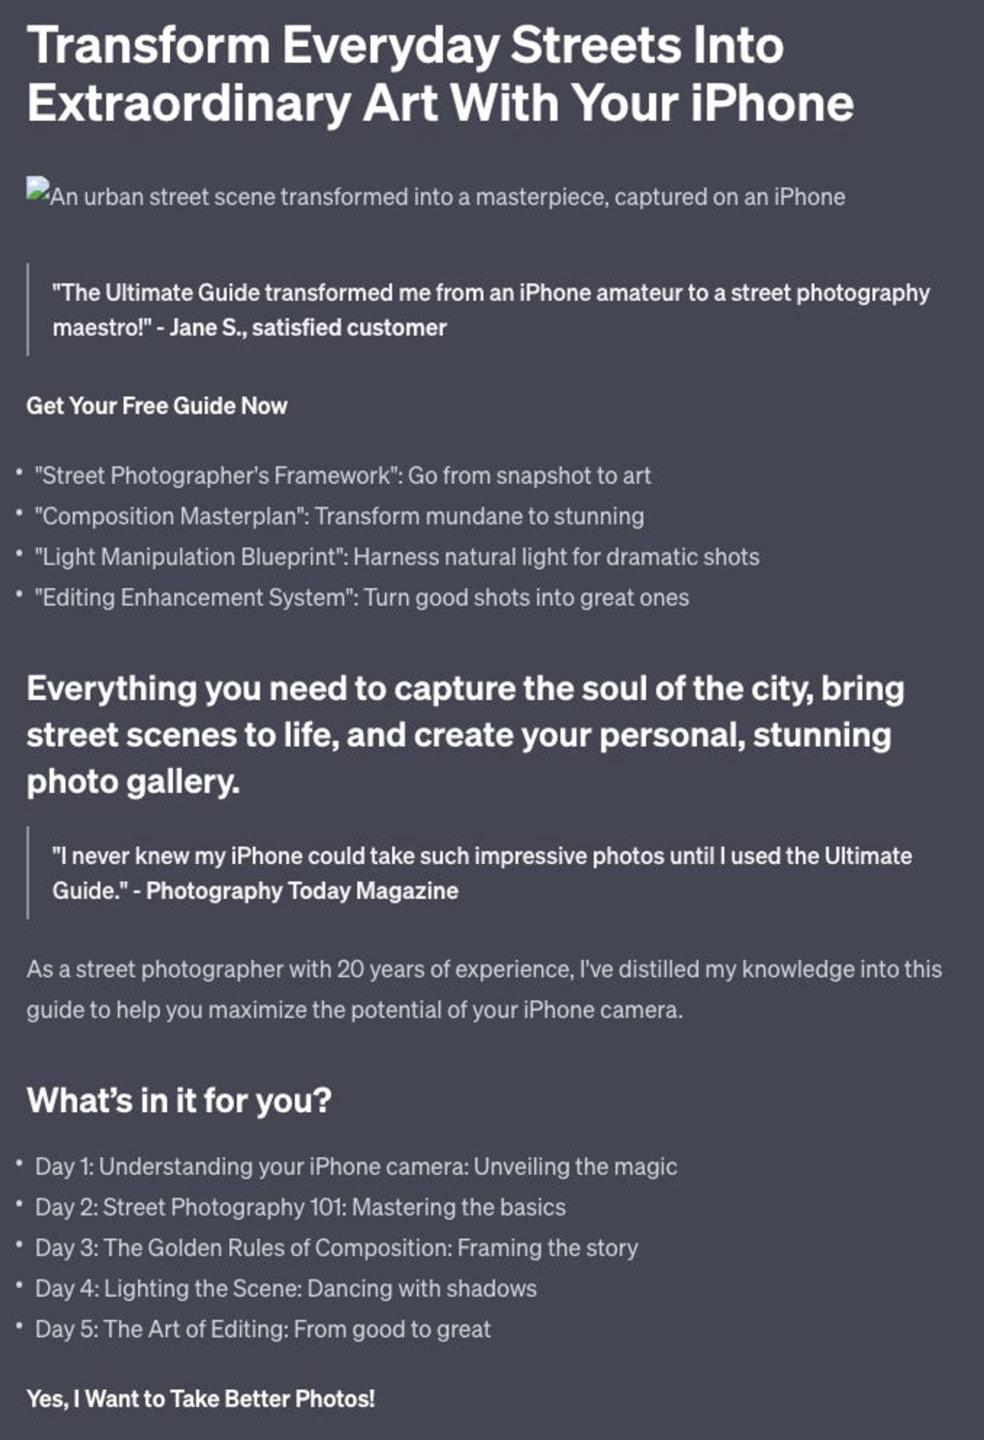 Transform Everyday Streets Into
Extraordinary Art With Your iPhone
An urban street scene transformed into a masterpiece, captured on an iPhone
"The Ultimate Guide transformed me from an iPhone amateur to a street photography
maestro!" - Jane S., satisfied customer
Get Your Free Guide Now
• "Street Photographer's Framework": Go from snapshot to art
• "Composition Masterplan": Transform mundane to stunning
• "Light Manipulation Blueprint": Harness natural light for dramatic shots
• "Editing Enhancement System": Turn good shots into great ones
Everything you need to capture the soul of the city, bring
street scenes to life, and create your personal, stunning
photo gallery.
"I never knew my iPhone could take such impressive photos until I used the Ultimate
Guide." - Photography Today Magazine
As a street photographer with 20 years of experience, I've distilled my knowledge into this
guide to help you maximize the potential of your iPhone camera.
What’s in it for you?
• Day 1: Understanding your iPhone camera: Unveiling the magic
• Day 2: Street Photography 101: Mastering the basics
• Day 3: The Golden Rules of Composition: Framing the story
• Day 4: Lighting the Scene: Dancing with shadows
• Day 5: The Art of Editing: From good to great
Yes, I Want to Take Better Photos!